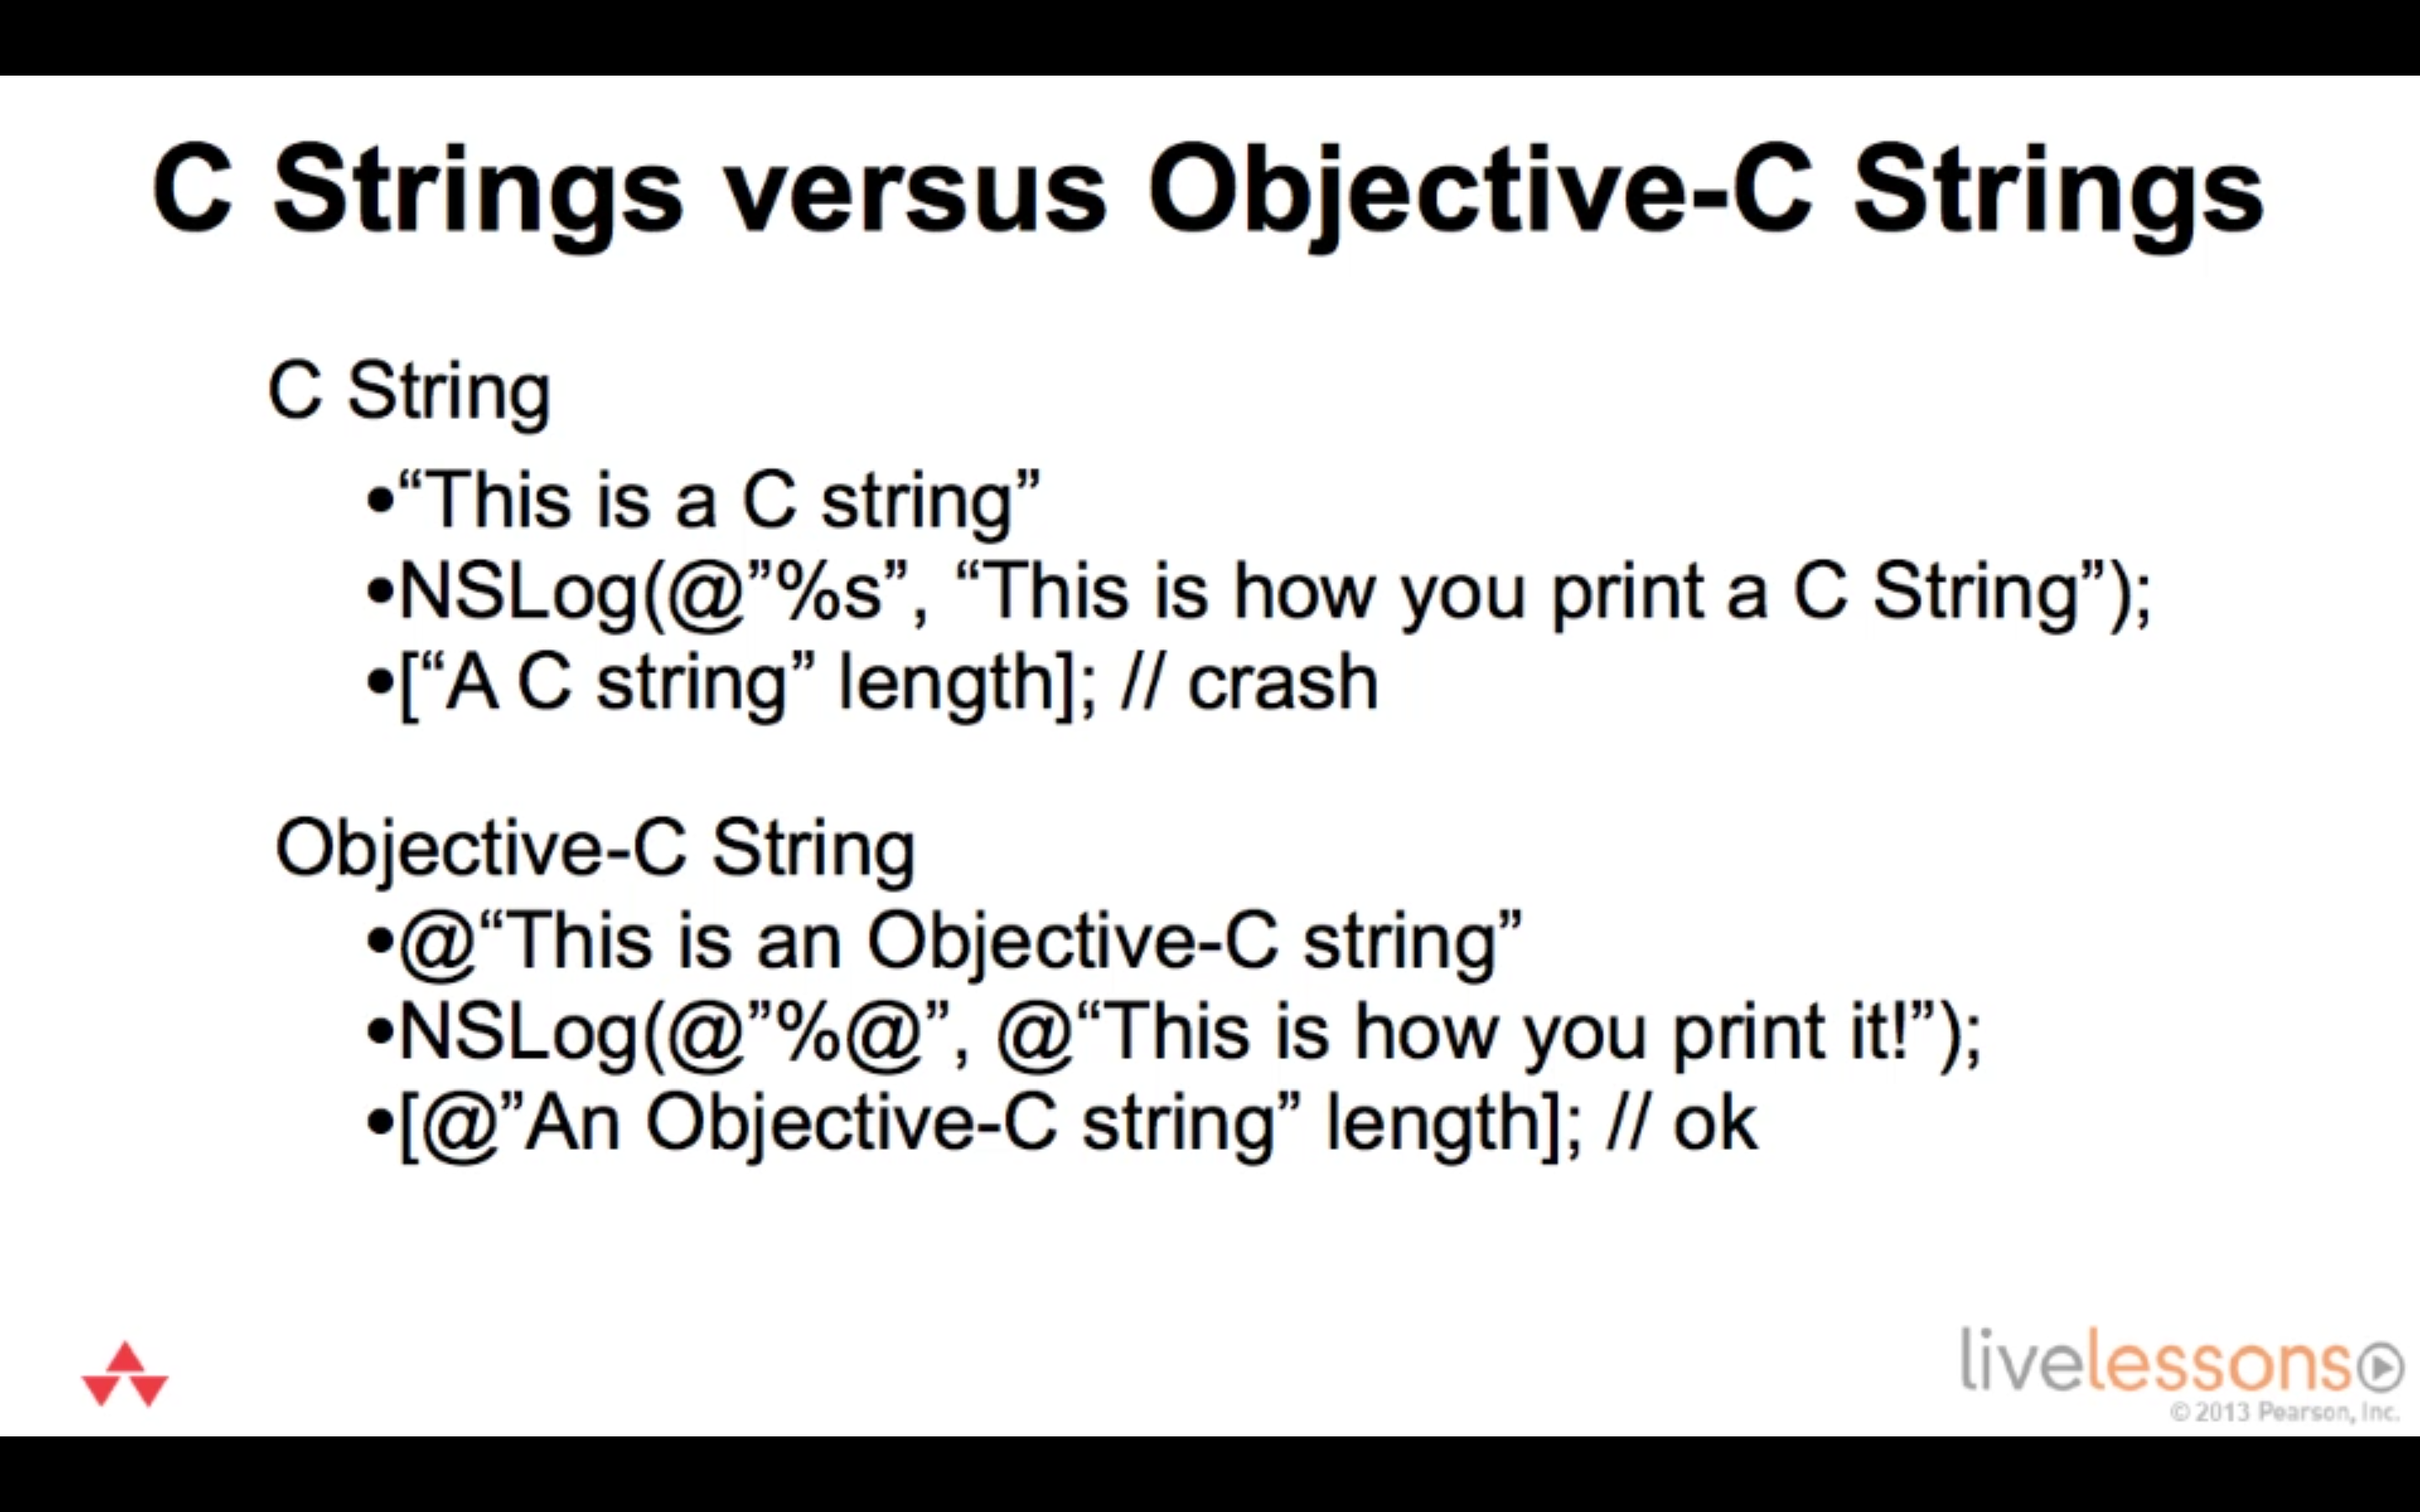 C Strings versus Objective-C Strings
C String
•“This is a C string”
•NSLog(@”%s”, “This is how you print a C String”);
•[“A C string” length]; // crash
Objective-C String
•@“This is an Objective-C string”
•NSLog(@”%@”, @“This is how you print it!”);
•[@”An Objective-C string” length]; // ok
livelessons
© 2013 Pearson, Inc.